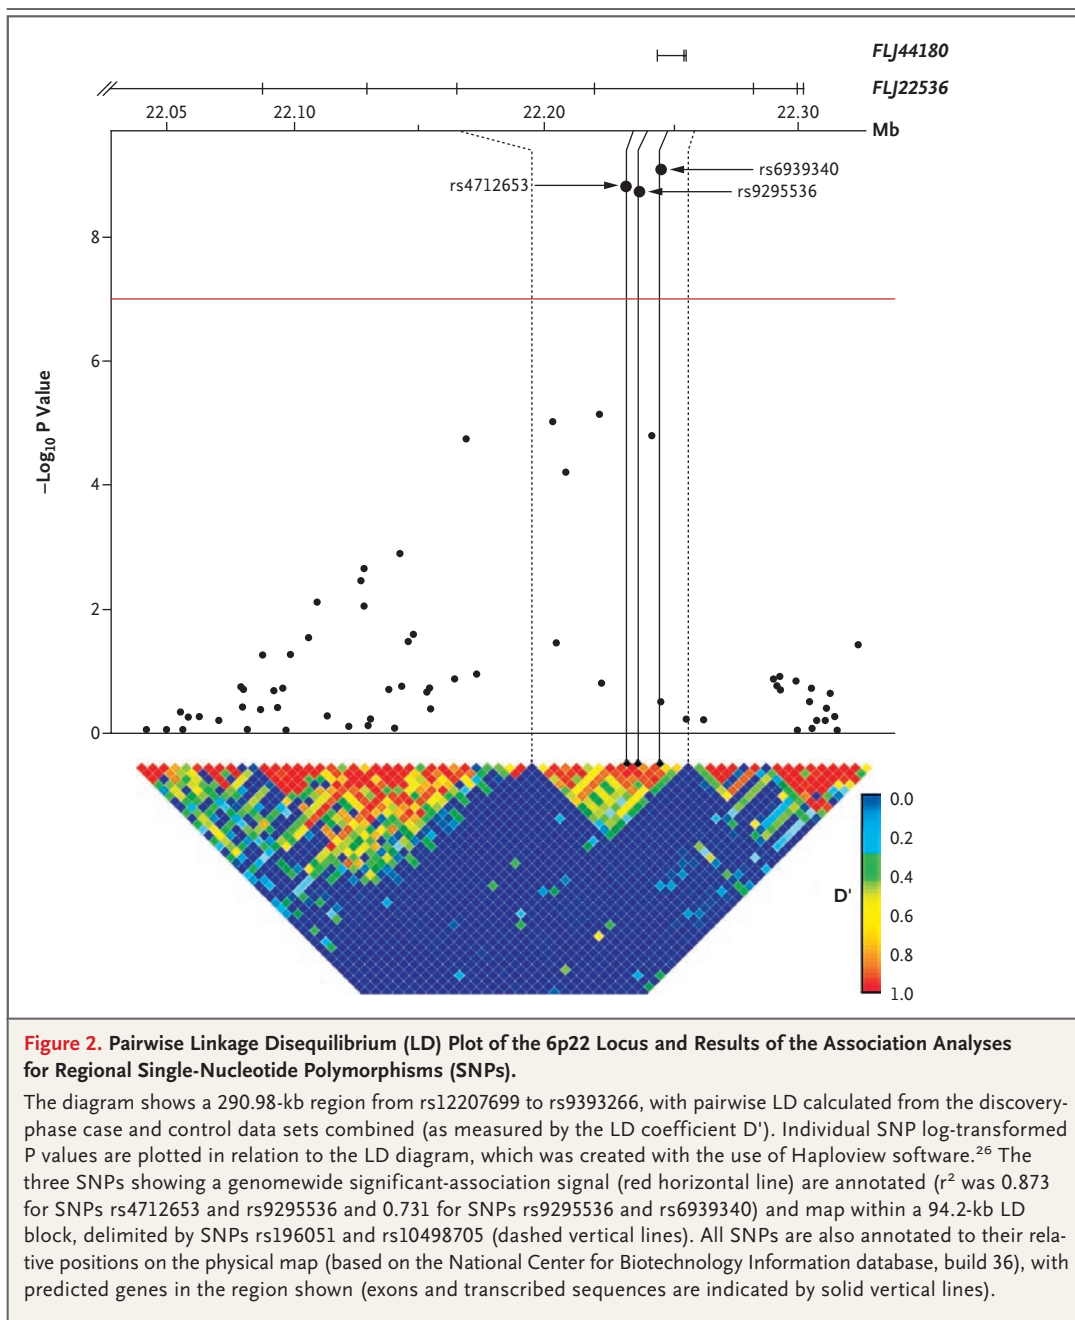 FLJ44180
FLJ22536
22.05 22.10 22.20 22.30
Mb
rs6939340
rs4712653
rs9295536
8
6
4
2
0
–Log10 P Value
D'
0.0
0.2
0.4
0.6
0.8
1.0
Figure 2. Pairwise Linkage Disequilibrium (LD) Plot of the 6p22 Locus and Results of the Association Analyses
for Regional Single-Nucleotide Polymorphisms (SNPs).
The diagram shows a 290.98-kb region from rs12207699 to rs9393266, with pairwise LD calculated from the discovery-
phase case and control data sets combined (as measured by the LD coefficient D'). Individual SNP log-transformed
P values are plotted in relation to the LD diagram, which was created with the use of Haploview software.²⁶ The
three SNPs showing a genomewide significant-association signal (red horizontal line) are annotated (r² was 0.873
for SNPs rs4712653 and rs9295536 and 0.731 for SNPs rs9295536 and rs6939340) and map within a 94.2-kb LD
block, delimited by SNPs rs196051 and rs10498705 (dashed vertical lines). All SNPs are also annotated to their rela-
tive positions on the physical map (based on the National Center for Biotechnology Information database, build 36), with
predicted genes in the region shown (exons and transcribed sequences are indicated by solid vertical lines).